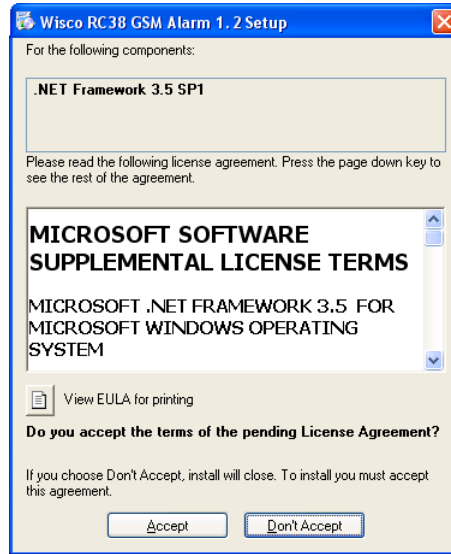 Wisco RC38 GSM Alarm 1.2 Setup
For the following components:
.NET Framework 3.5 SP1
Please read the following license agreement. Press the page down key to
see the rest of the agreement.
MICROSOFT SOFTWARE
SUPPLEMENTAL LICENSE TERMS
MICROSOFT .NET FRAMEWORK 3.5 FOR
MICROSOFT WINDOWS OPERATING
SYSTEM
View EULA for printing
Do you accept the terms of the pending License Agreement?
If you choose Don't Accept, install will close. To install you must accept
this agreement.
Accept
Don't Accept